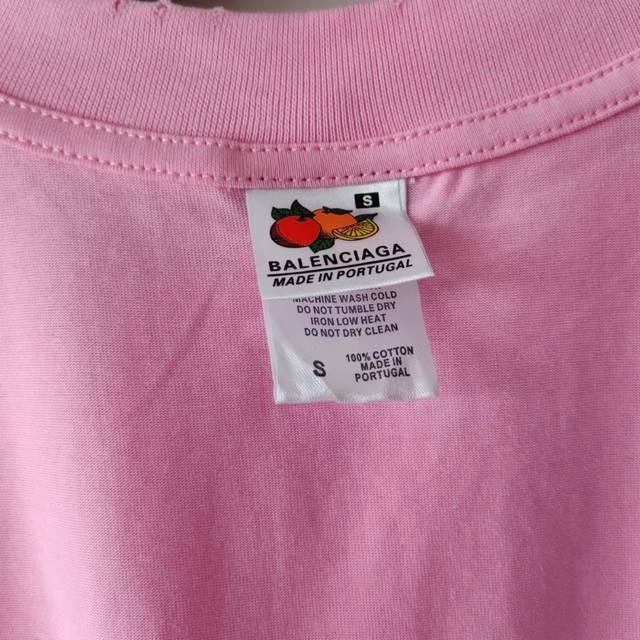 S
BALENCIAGA
MADE IN PORTUGAL
MACHINE WASH COLD
DO NOT TUMBLE DRY
IRON LOW HEAT
DO NOT DRY CLEAN
S
100% COTTON
MADE IN
PORTUGAL